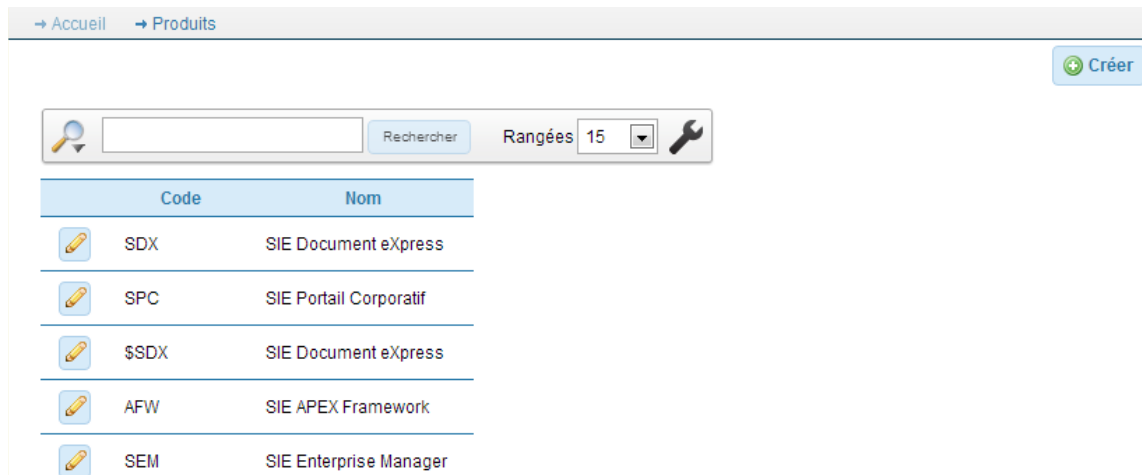 → Accueil → Produits
Créer
Rechercher Rangées 15
Code Nom
SDX SIE Document eXpress
SPC SIE Portail Corporatif
$SDX SIE Document eXpress
AFW SIE APEX Framework
SEM SIE Enterprise Manager